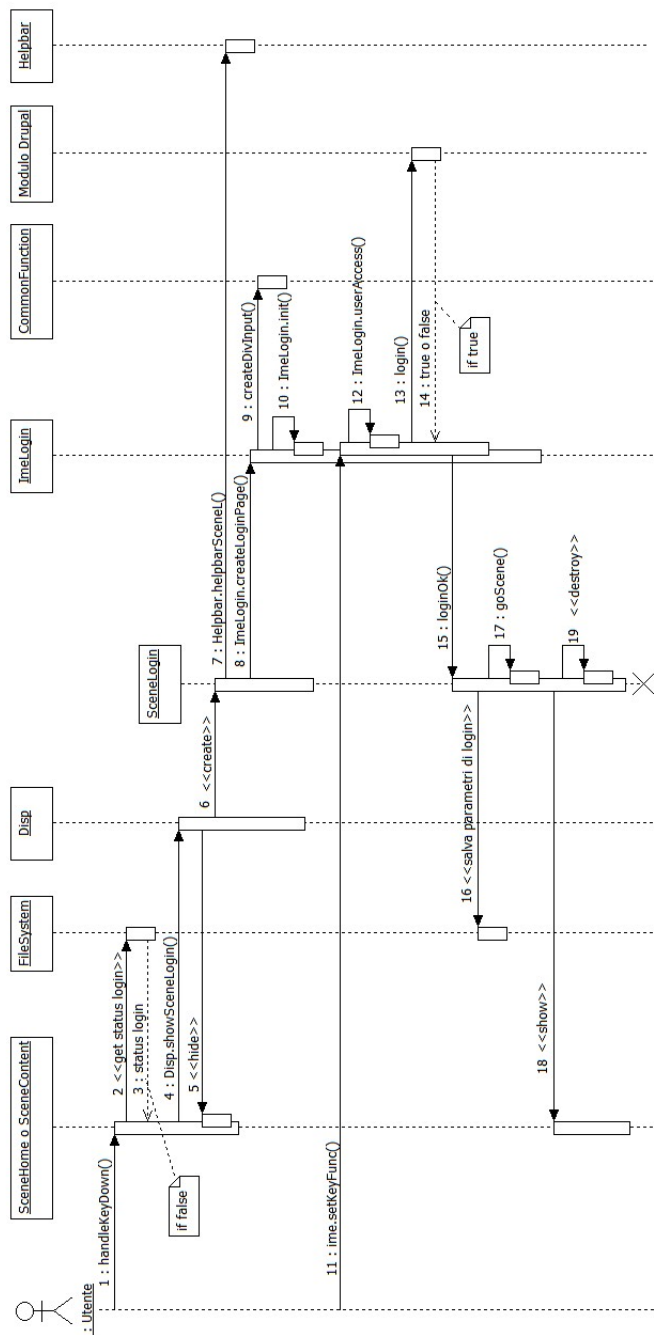 : Utente
SceneHome o SceneContent
FileSystem
Disp
SceneLogin
ImeLogin
CommonFunction
Modulo Drupal
Helpbar
1 : handleKeyDown()
2 <<get status login>>
3 : status login
if false
4 : Disp.showSceneLogin()
5 <<hide>>
6 <<create>>
7 : Helpbar.helpbarSceneL()
8 : ImeLogin.createLoginPage()
9 : createDivInput()
10 : ImeLogin.init()
11 : ime.setKeyFunc()
12 : ImeLogin.userAccess()
13 : login()
14 : true o false
if true
15 : loginOk()
16 <<salva parametri di login>>
17 : goScene()
18 <<show>>
19 <<destroy>>